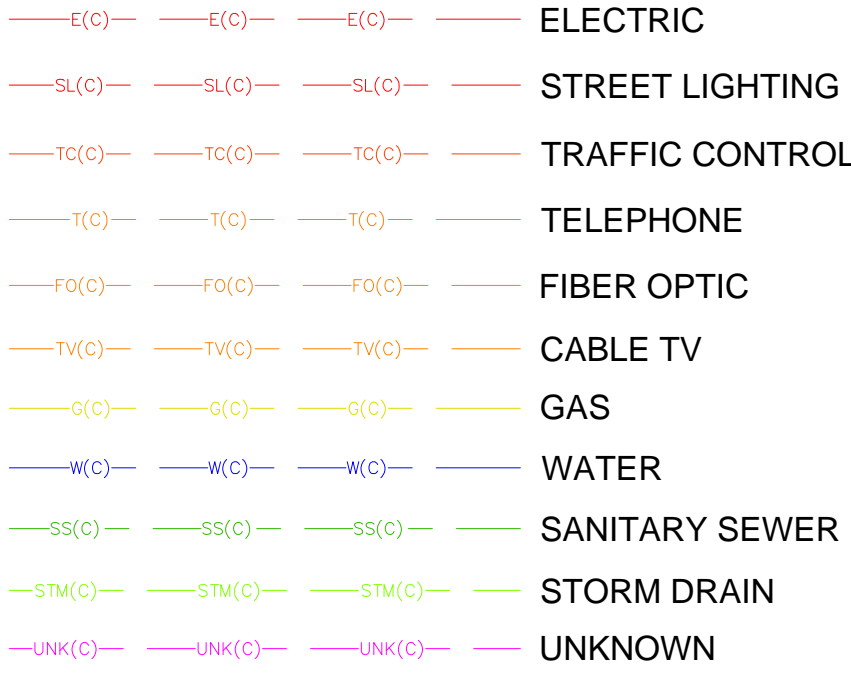 E(C) E(C) E(C) ELECTRIC
SL(C) SL(C) SL(C) STREET LIGHTING
TC(C) TC(C) TC(C) TRAFFIC CONTROL
T(C) T(C) T(C) TELEPHONE
FO(C) FO(C) FO(C) FIBER OPTIC
TV(C) TV(C) TV(C) CABLE TV
G(C) G(C) G(C) GAS
W(C) W(C) W(C) WATER
SS(C) SS(C) SS(C) SANITARY SEWER
STM(C) STM(C) STM(C) STORM DRAIN
UNK(C) UNK(C) UNK(C) UNKNOWN